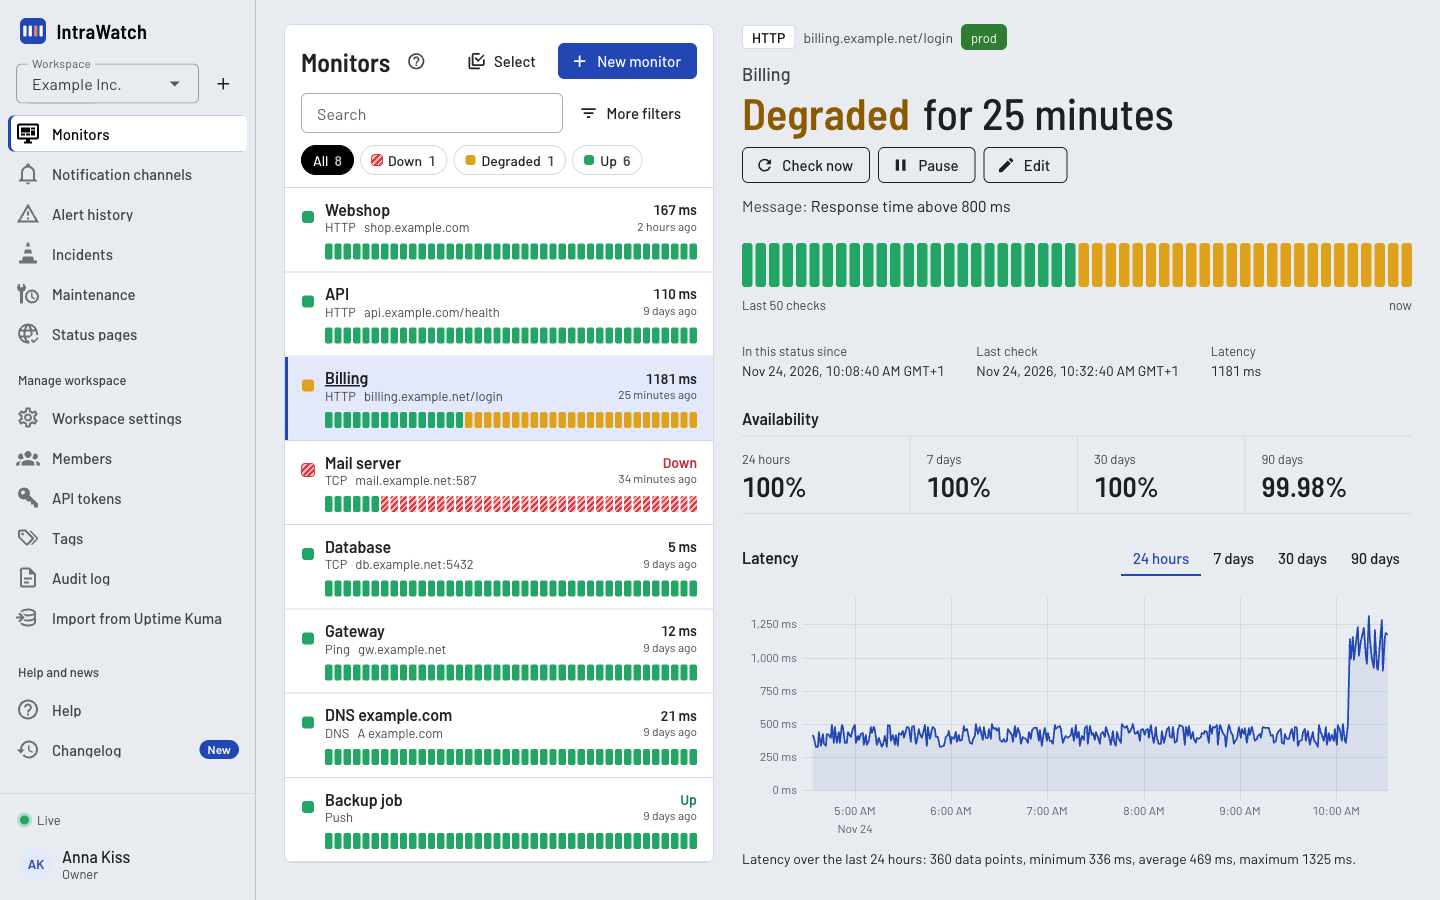 IntraWatch
Workspace
Example Inc.
Monitors
Notification channels
Alert history
Incidents
Maintenance
Status pages
Manage workspace
Workspace settings
Members
API tokens
Tags
Audit log
Import from Uptime Kuma
Help and news
Help
Changelog New
Live
AK
Anna Kiss
Owner
Monitors Select New monitor
Search More filters
All 8 Down 1 Degraded 1 Up 6
Webshop 167 ms
HTTP shop.example.com 2 hours ago
API 110 ms
HTTP api.example.com/health 9 days ago
Billing 1181 ms
HTTP billing.example.net/login 25 minutes ago
Mail server Down
TCP mail.example.net:587 34 minutes ago
Database 5 ms
TCP db.example.net:5432 9 days ago
Gateway 12 ms
Ping gw.example.net 9 days ago
DNS example.com 21 ms
DNS A example.com 9 days ago
Backup job Up
Push 9 days ago
HTTP billing.example.net/login prod
Billing
Degraded for 25 minutes
Check now Pause Edit
Message: Response time above 800 ms
Last 50 checks now
In this status since Last check Latency
Nov 24, 2026, 10:08:40 AM GMT+1 Nov 24, 2026, 10:32:40 AM GMT+1 1181 ms
Availability
24 hours 7 days 30 days 90 days
100% 100% 100% 99.98%
Latency 24 hours 7 days 30 days 90 days
1,250 ms
1,000 ms
750 ms
500 ms
250 ms
0 ms
5:00 AM 6:00 AM 7:00 AM 8:00 AM 9:00 AM 10:00 AM
Nov 24
Latency over the last 24 hours: 360 data points, minimum 336 ms, average 469 ms, maximum 1325 ms.